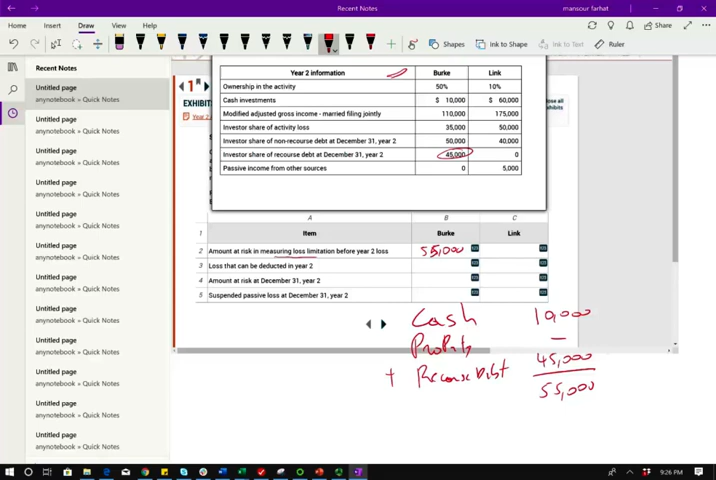 Recent Notes
mansour farhat
Home Insert Draw View
Share
Shapes
Ink to Shape
Ink to Text
Ruler
Recent Notes
Untitled page
anynotebook » Quick Notes
Untitled page
anynotebook » Quick Notes
Untitled page
anynotebook » Quick Notes
Untitled page
anynotebook » Quick Notes
Untitled page
anynotebook » Quick Notes
Untitled page
anynotebook » Quick Notes
Untitled page
anynotebook » Quick Notes
Untitled page
anynotebook » Quick Notes
Untitled page
anynotebook » Quick Notes
Untitled page
anynotebook » Quick Notes
Untitled page
anynotebook » Quick Notes
Untitled page
1
EXHIBIT
Year 2
Year 2 information Burke Link
Ownership in the activity 50% 10%
Cash investments $ 10,000 $ 60,000
Modified adjusted gross income - married filing jointly 110,000 175,000
Investor share of activity loss 35,000 50,000
Investor share of non-recourse debt at December 31, year 2 50,000 40,000
Investor share of recourse debt at December 31, year 2 45,000 0
Passive income from other sources 0 5,000
A B C
1 Item Burke Link
2 Amount at risk in measuring loss limitation before year 2 loss 55,000
3 Loss that can be deducted in year 2
4 Amount at risk at December 31, year 2
5 Suspended passive loss at December 31, year 2
Cash 10,000
Profits —
+ Recourse Debt 45,000
55,000
9:26 PM